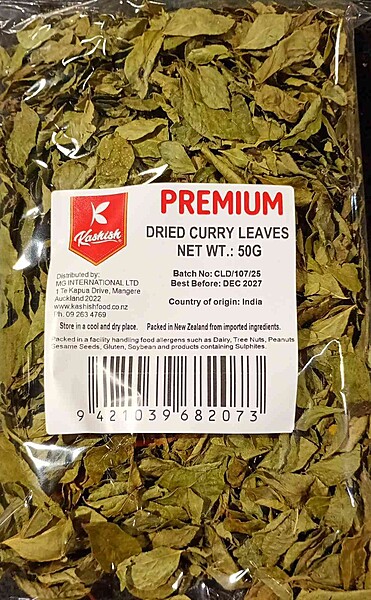 Kashish
PREMIUM
DRIED CURRY LEAVES
NET WT.: 50G
Batch No: CLD/107/25
Best Before: DEC 2027
Country of origin: India
Distributed by:
MG INTERNATIONAL LTD
1 Te Kapua Drive, Mangere
Auckland 2022
www.kashishfood.co.nz
Ph. 09 263 4769
Store in a cool and dry place. Packed in New Zealand from imported ingredients.
Packed in a facility handling food allergens such as Dairy, Tree Nuts, Peanuts
Sesame Seeds, Gluten, Soybean and products containing Sulphites.
9 421039 682073